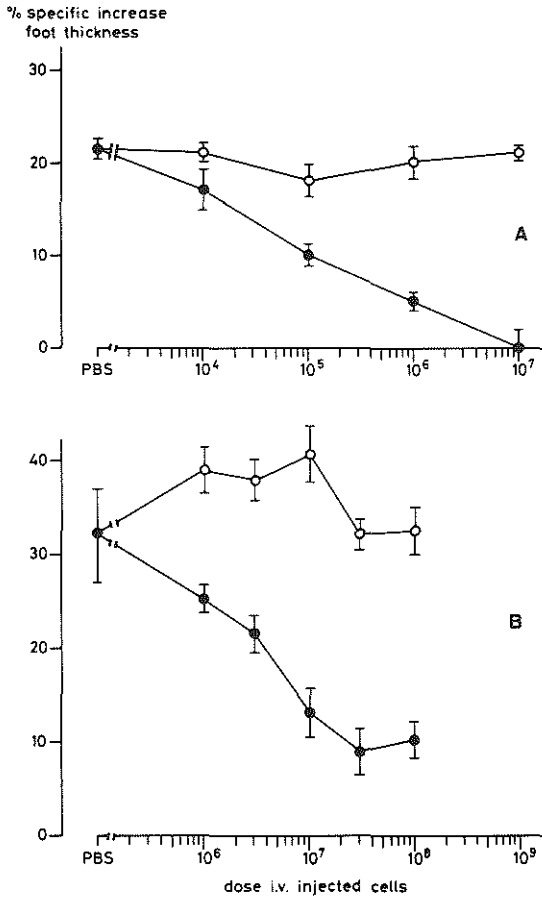 % specific increase
foot thickness
30
20
10
0
A
PBS 10⁴ 10⁵ 10⁶ 10⁷
40
30
20
10
0
B
PBS 10⁶ 10⁷ 10⁸ 10⁹
dose i.v. injected cells